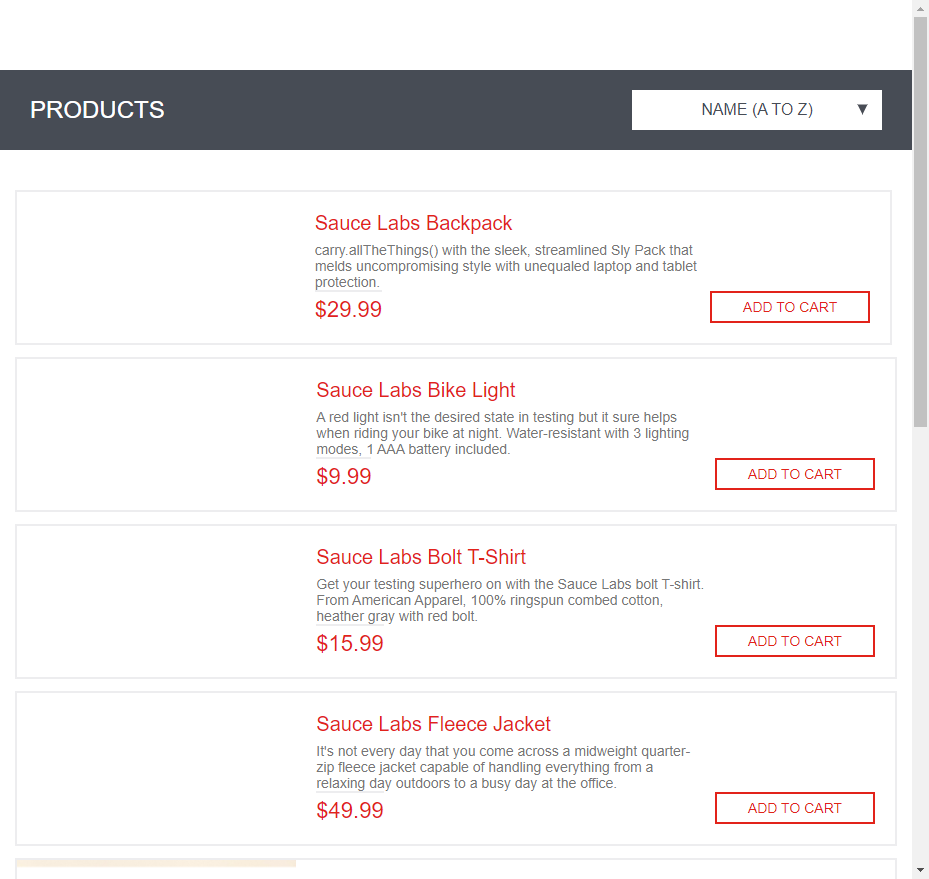 PRODUCTS
NAME (A TO Z)
Sauce Labs Backpack
carry.allTheThings() with the sleek, streamlined Sly Pack that
melds uncompromising style with unequaled laptop and tablet
protection.
$29.99
ADD TO CART
Sauce Labs Bike Light
A red light isn't the desired state in testing but it sure helps
when riding your bike at night. Water-resistant with 3 lighting
modes, 1 AAA battery included.
$9.99
ADD TO CART
Sauce Labs Bolt T-Shirt
Get your testing superhero on with the Sauce Labs bolt T-shirt.
From American Apparel, 100% ringspun combed cotton,
heather gray with red bolt.
$15.99
ADD TO CART
Sauce Labs Fleece Jacket
It's not every day that you come across a midweight quarter-
zip fleece jacket capable of handling everything from a
relaxing day outdoors to a busy day at the office.
$49.99
ADD TO CART